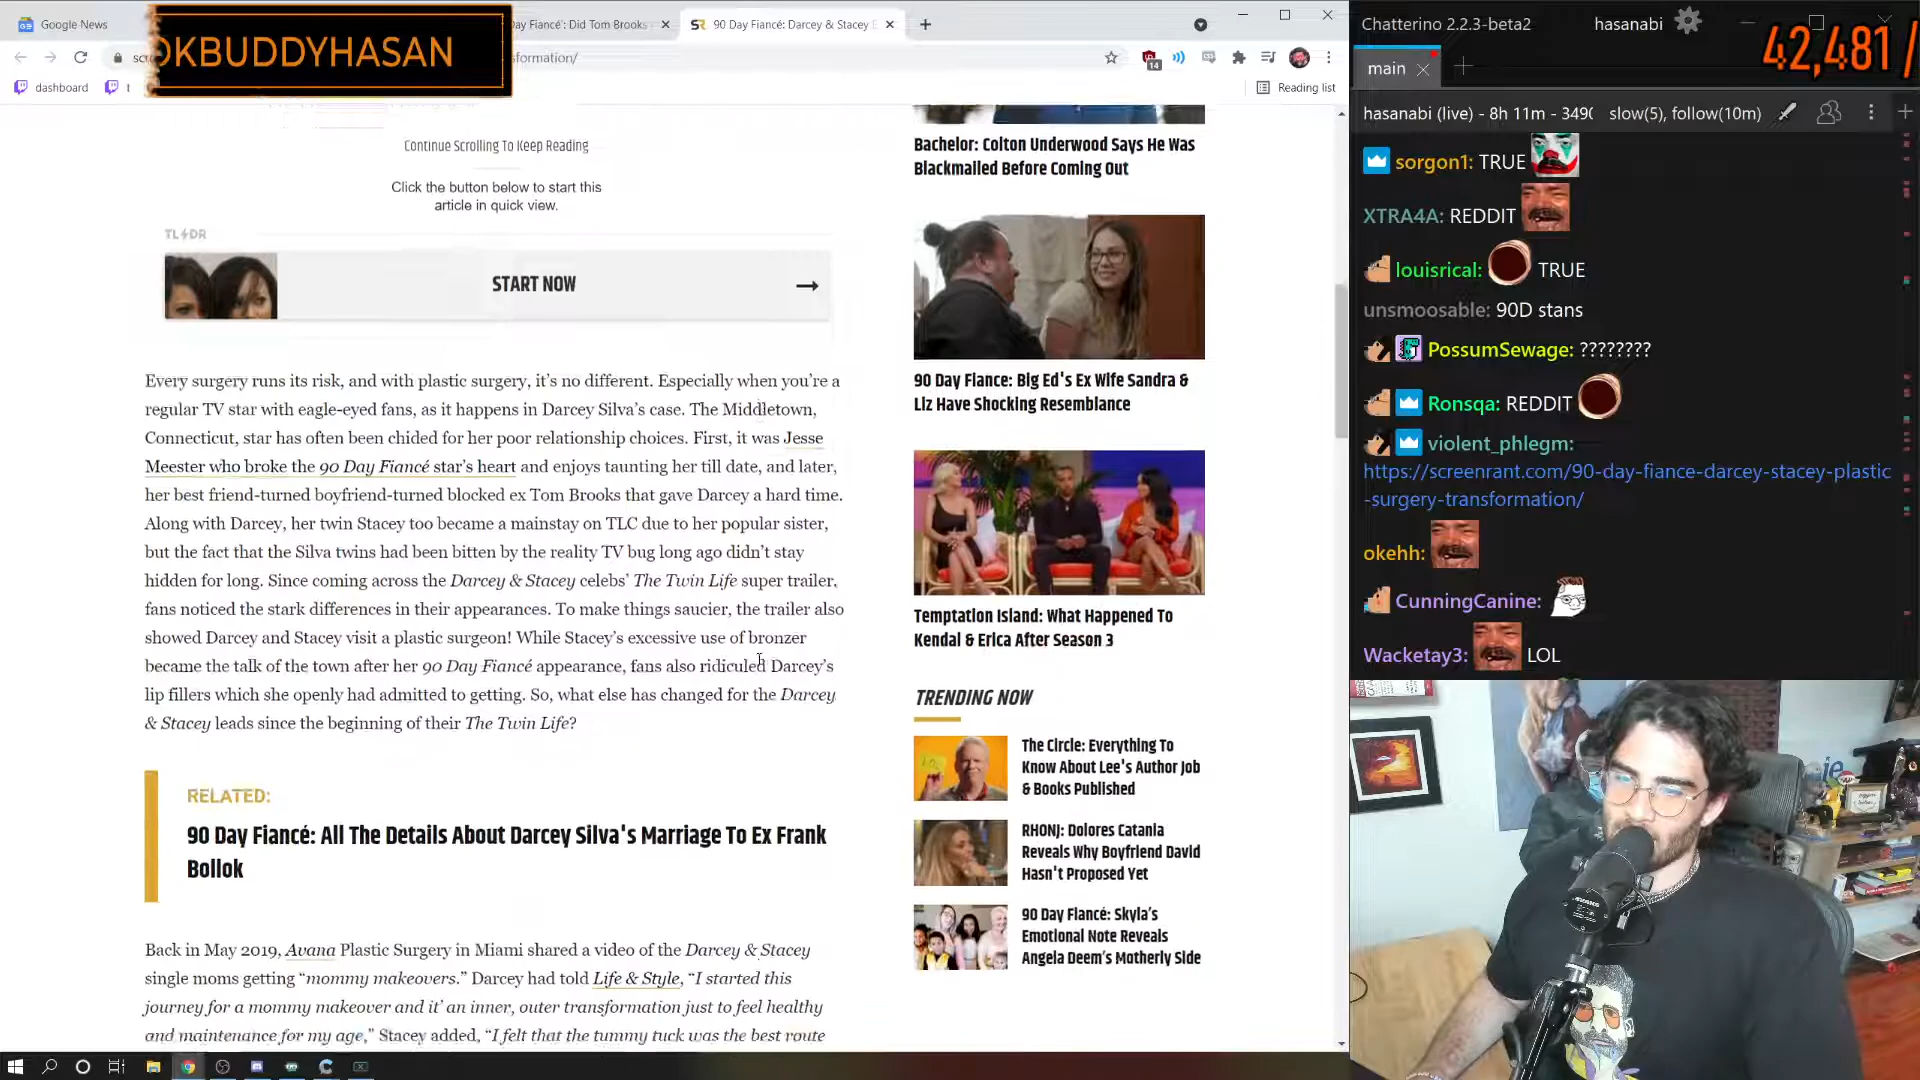 Google News
Day Fiancé': Did Tom Brooks
90 Day Fiancé: Darcey & Stacey E
OKBUDDYHASAN
formation/
14
dashboard
Reading list
Continue Scrolling To Keep Reading
Click the button below to start this
article in quick view.
TL⚡DR
START NOW
Every surgery runs its risk, and with plastic surgery, it's no different. Especially when you're a
regular TV star with eagle-eyed fans, as it happens in Darcey Silva's case. The Middletown,
Connecticut, star has often been chided for her poor relationship choices. First, it was Jesse
Meester who broke the 90 Day Fiancé star's heart and enjoys taunting her till date, and later,
her best friend-turned boyfriend-turned blocked ex Tom Brooks that gave Darcey a hard time.
Along with Darcey, her twin Stacey too became a mainstay on TLC due to her popular sister,
but the fact that the Silva twins had been bitten by the reality TV bug long ago didn't stay
hidden for long. Since coming across the Darcey & Stacey celebs' The Twin Life super trailer,
fans noticed the stark differences in their appearances. To make things saucier, the trailer also
showed Darcey and Stacey visit a plastic surgeon! While Stacey's excessive use of bronzer
became the talk of the town after her 90 Day Fiancé appearance, fans also ridiculed Darcey's
lip fillers which she openly had admitted to getting. So, what else has changed for the Darcey
& Stacey leads since the beginning of their The Twin Life?
RELATED:
90 Day Fiancé: All The Details About Darcey Silva's Marriage To Ex Frank
Bollok
Back in May 2019, Avana Plastic Surgery in Miami shared a video of the Darcey & Stacey
single moms getting "mommy makeovers." Darcey had told Life & Style, "I started this
journey for a mommy makeover and it' an inner, outer transformation just to feel healthy
and maintenance for my age," Stacey added, "I felt that the tummy tuck was the best route
Bachelor: Colton Underwood Says He Was
Blackmailed Before Coming Out
90 Day Fiance: Big Ed's Ex Wife Sandra &
Liz Have Shocking Resemblance
Temptation Island: What Happened To
Kendal & Erica After Season 3
TRENDING NOW
The Circle: Everything To
Know About Lee's Author Job
& Books Published
RHONJ: Dolores Catania
Reveals Why Boyfriend David
Hasn't Proposed Yet
90 Day Fiancé: Skyla's
Emotional Note Reveals
Angela Deem's Motherly Side
Chatterino 2.2.3-beta2
hasanabi
42,481 /
main
hasanabi (live) - 8h 11m - 349
slow(5), follow(10m)
sorgon1: TRUE
XTRA4A: REDDIT
louisrical: TRUE
unsmoosable: 90D stans
PossumSewage: ????????
Ronsqa: REDDIT
violent_phlegm:
https://screenrant.com/90-day-fiance-darcey-stacey-plastic
-surgery-transformation/
okehh:
CunningCanine:
Wacketay3: LOL